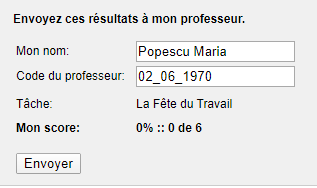 Envoyez ces résultats à mon professeur.
Mon nom: Popescu Maria
Code du professeur: 02_06_1970
Tâche: La Fête du Travail
Mon score: 0% :: 0 de 6
Envoyer